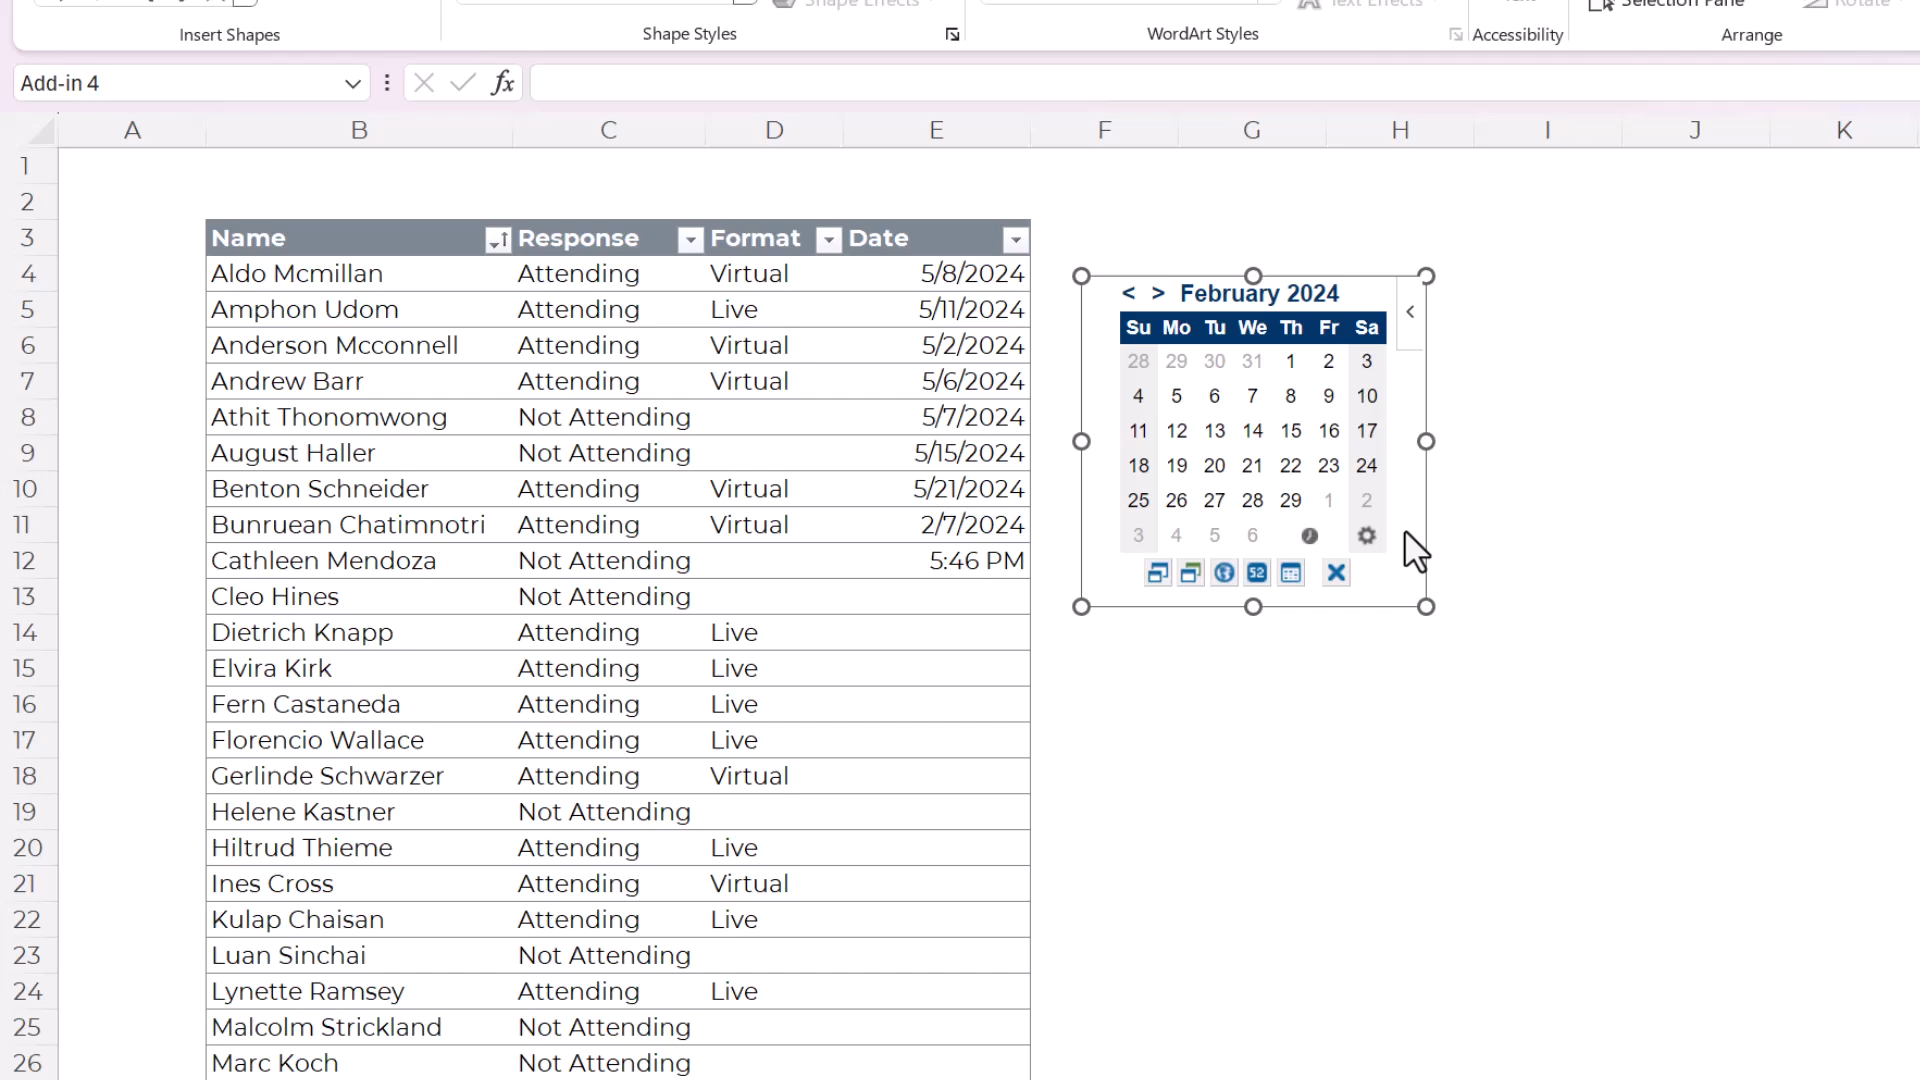 Shape Effects
Text Effects
Selection Pane
Rotate
Insert Shapes
Shape Styles
WordArt Styles
Accessibility
Arrange
Add-in 4
fx
A B C D E F G H I J K
1
2
3 Name Response Format Date
4 Aldo Mcmillan Attending Virtual 5/8/2024
5 Amphon Udom Attending Live 5/11/2024
6 Anderson Mcconnell Attending Virtual 5/2/2024
7 Andrew Barr Attending Virtual 5/6/2024
8 Athit Thonomwong Not Attending 5/7/2024
9 August Haller Not Attending 5/15/2024
10 Benton Schneider Attending Virtual 5/21/2024
11 Bunruean Chatimnotri Attending Virtual 2/7/2024
12 Cathleen Mendoza Not Attending 5:46 PM
13 Cleo Hines Not Attending
14 Dietrich Knapp Attending Live
15 Elvira Kirk Attending Live
16 Fern Castaneda Attending Live
17 Florencio Wallace Attending Live
18 Gerlinde Schwarzer Attending Virtual
19 Helene Kastner Not Attending
20 Hiltrud Thieme Attending Live
21 Ines Cross Attending Virtual
22 Kulap Chaisan Attending Live
23 Luan Sinchai Not Attending
24 Lynette Ramsey Attending Live
25 Malcolm Strickland Not Attending
26 Marc Koch Not Attending
< > February 2024
<
Su Mo Tu We Th Fr Sa
28 29 30 31 1 2 3
4 5 6 7 8 9 10
11 12 13 14 15 16 17
18 19 20 21 22 23 24
25 26 27 28 29 1 2
3 4 5 6
52